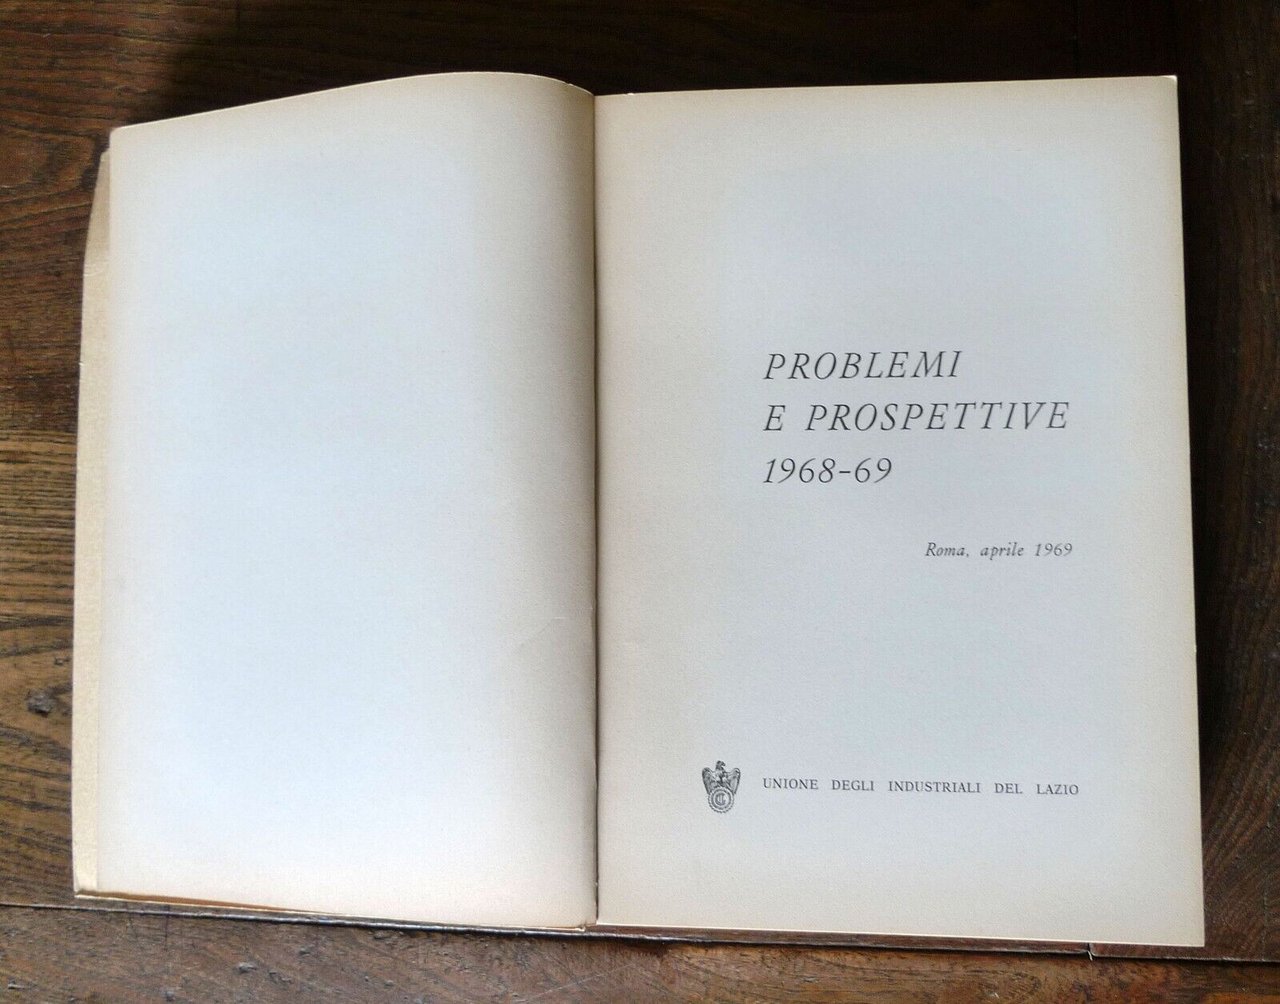 PROBLEMI
E PROSPETTIVE
1968-69
Roma, aprile 1969
UNIONE DEGLI INDUSTRIALI DEL LAZIO